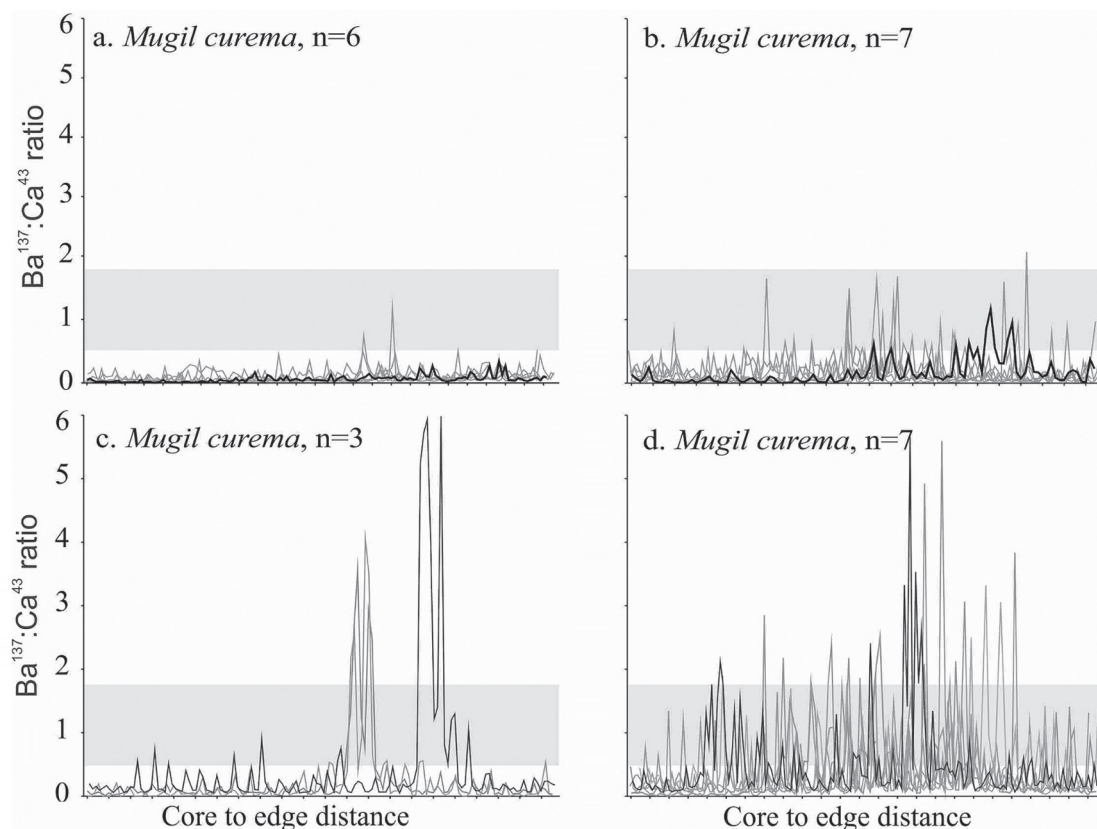 a. Mugil curema, n=6
b. Mugil curema, n=7
6
5
4
3
2
1
0
Ba¹³⁷:Ca⁴³ ratio
c. Mugil curema, n=3
d. Mugil curema, n=7
6
5
4
3
2
1
0
Ba¹³⁷:Ca⁴³ ratio
Core to edge distance
Core to edge distance